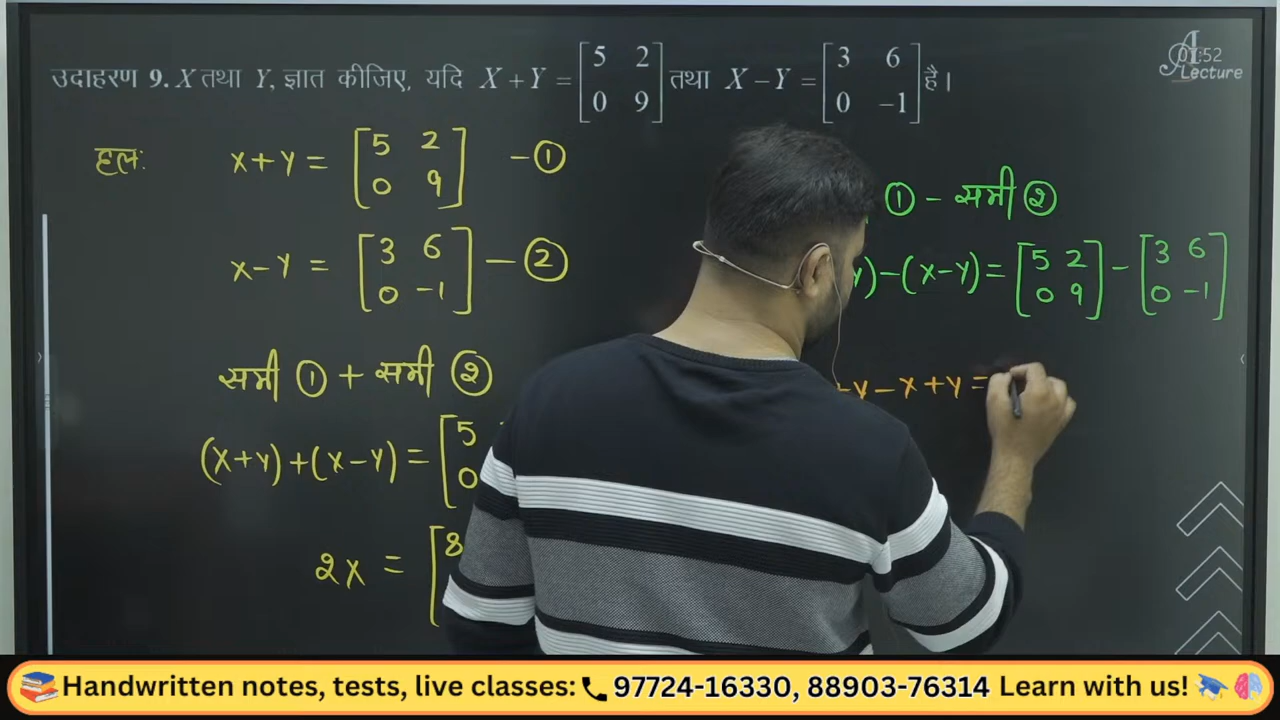 उदाहरण 9. X तथा Y, ज्ञात कीजिए, यदि X + Y = [5 2
0 9] तथा X – Y = [3 6
0 –1] है।
01:52
Lecture
हल:
x+y = [5 2
0 9] - ①
x-y = [3 6
0 -1] - ②
समी ① + समी ②
(x+y)+(x-y) = [5
0
2x = [8
① - समी ②
y)-(x-y) = [5 2
0 9] - [3 6
0 -1]
+y-x+y =
Handwritten notes, tests, live classes: 97724-16330, 88903-76314 Learn with us!